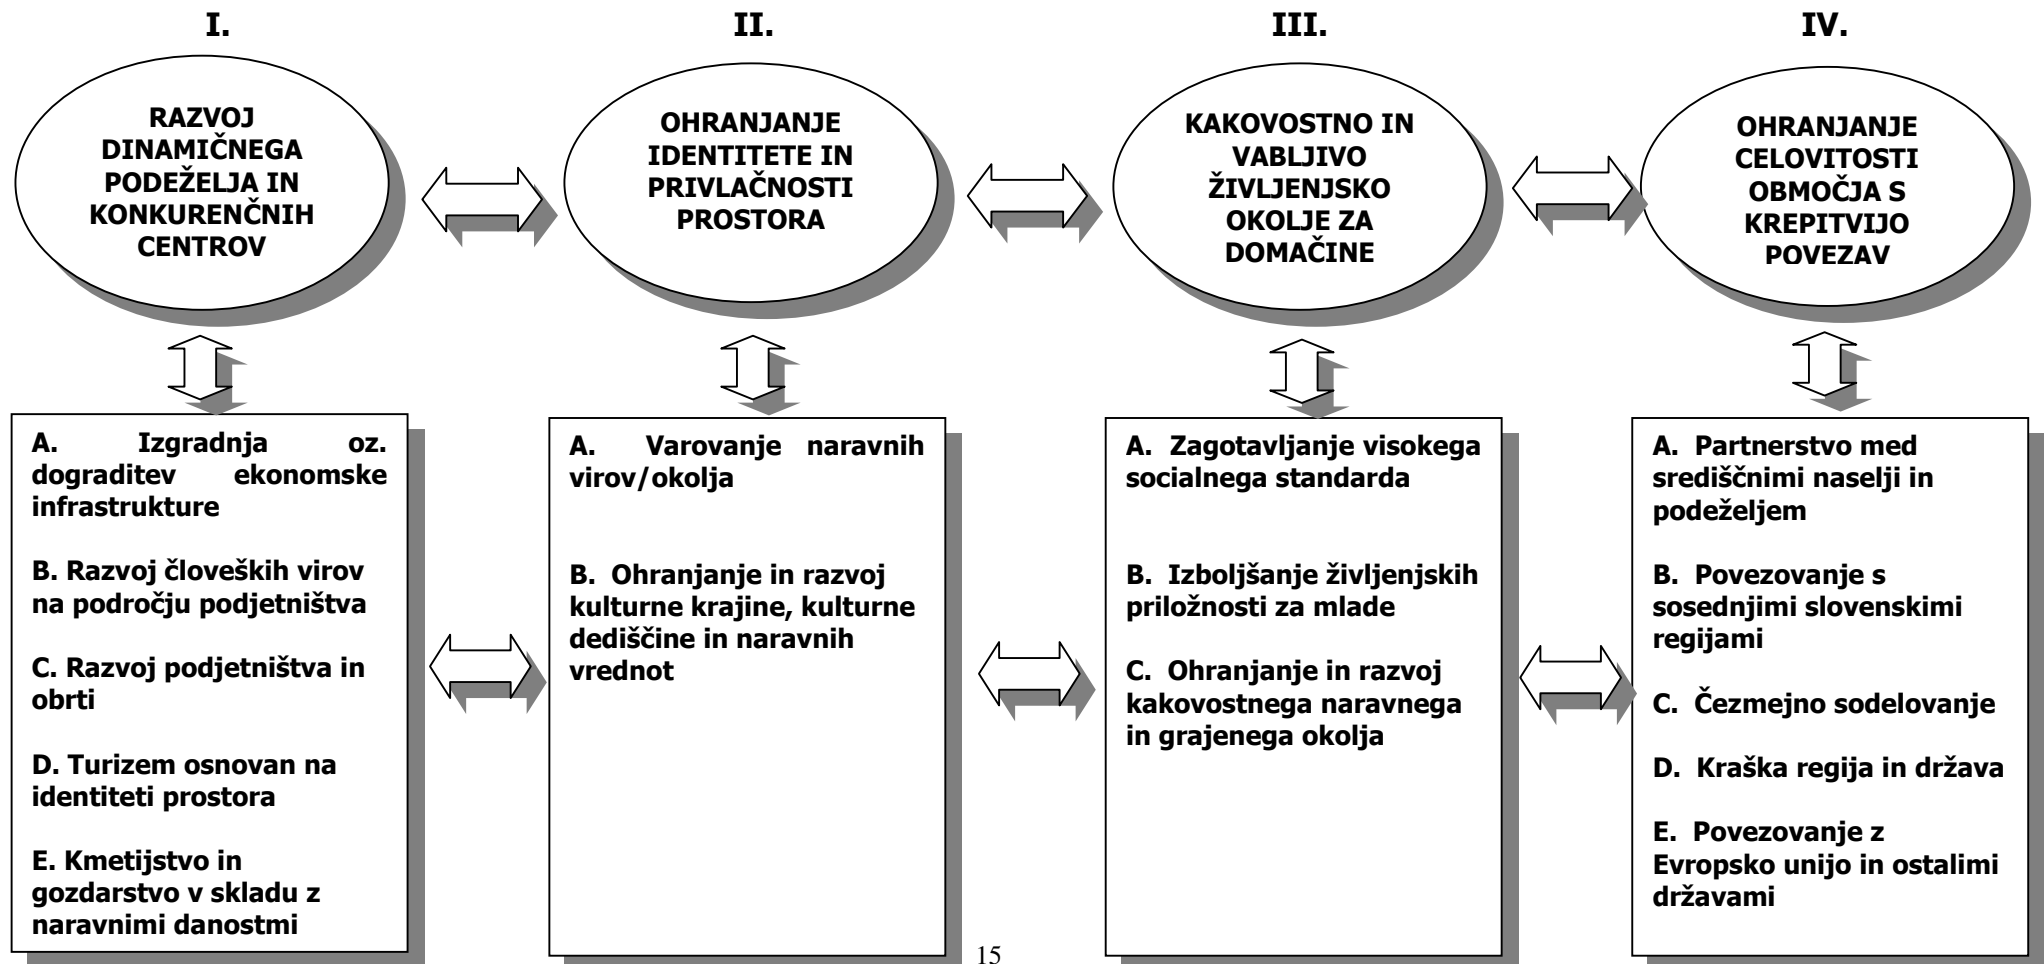 I.
II.
III.
IV.
RAZVOJ
DINAMIČNEGA
PODEŽELJA IN
KONKURENČNIH
CENTROV
OHRANJANJE
IDENTITETE IN
PRIVLAČNOSTI
PROSTORA
KAKOVOSTNO IN
VABLJIVO
ŽIVLJENJSKO
OKOLJE ZA
DOMAČINE
OHRANJANJE
CELOVITOSTI
OBMOČJA S
KREPITVIJO
POVEZAV
A. Izgradnja oz.
dograditev ekonomske
infrastrukture
B. Razvoj človeških virov
na področju podjetništva
C. Razvoj podjetništva in
obrti
D. Turizem osnovan na
identiteti prostora
E. Kmetijstvo in
gozdarstvo v skladu z
naravnimi danostmi
A. Varovanje naravnih
virov/okolja
B. Ohranjanje in razvoj
kulturne krajine, kulturne
dediščine in naravnih
vrednot
A. Zagotavljanje visokega
socialnega standarda
B. Izboljšanje življenjskih
priložnosti za mlade
C. Ohranjanje in razvoj
kakovostnega naravnega
in grajenega okolja
A. Partnerstvo med
središčnimi naselji in
podeželjem
B. Povezovanje s
sosednjimi slovenskimi
regijami
C. Čezmejno sodelovanje
D. Kraška regija in država
E. Povezovanje z
Evropsko unijo in ostalimi
državami
15